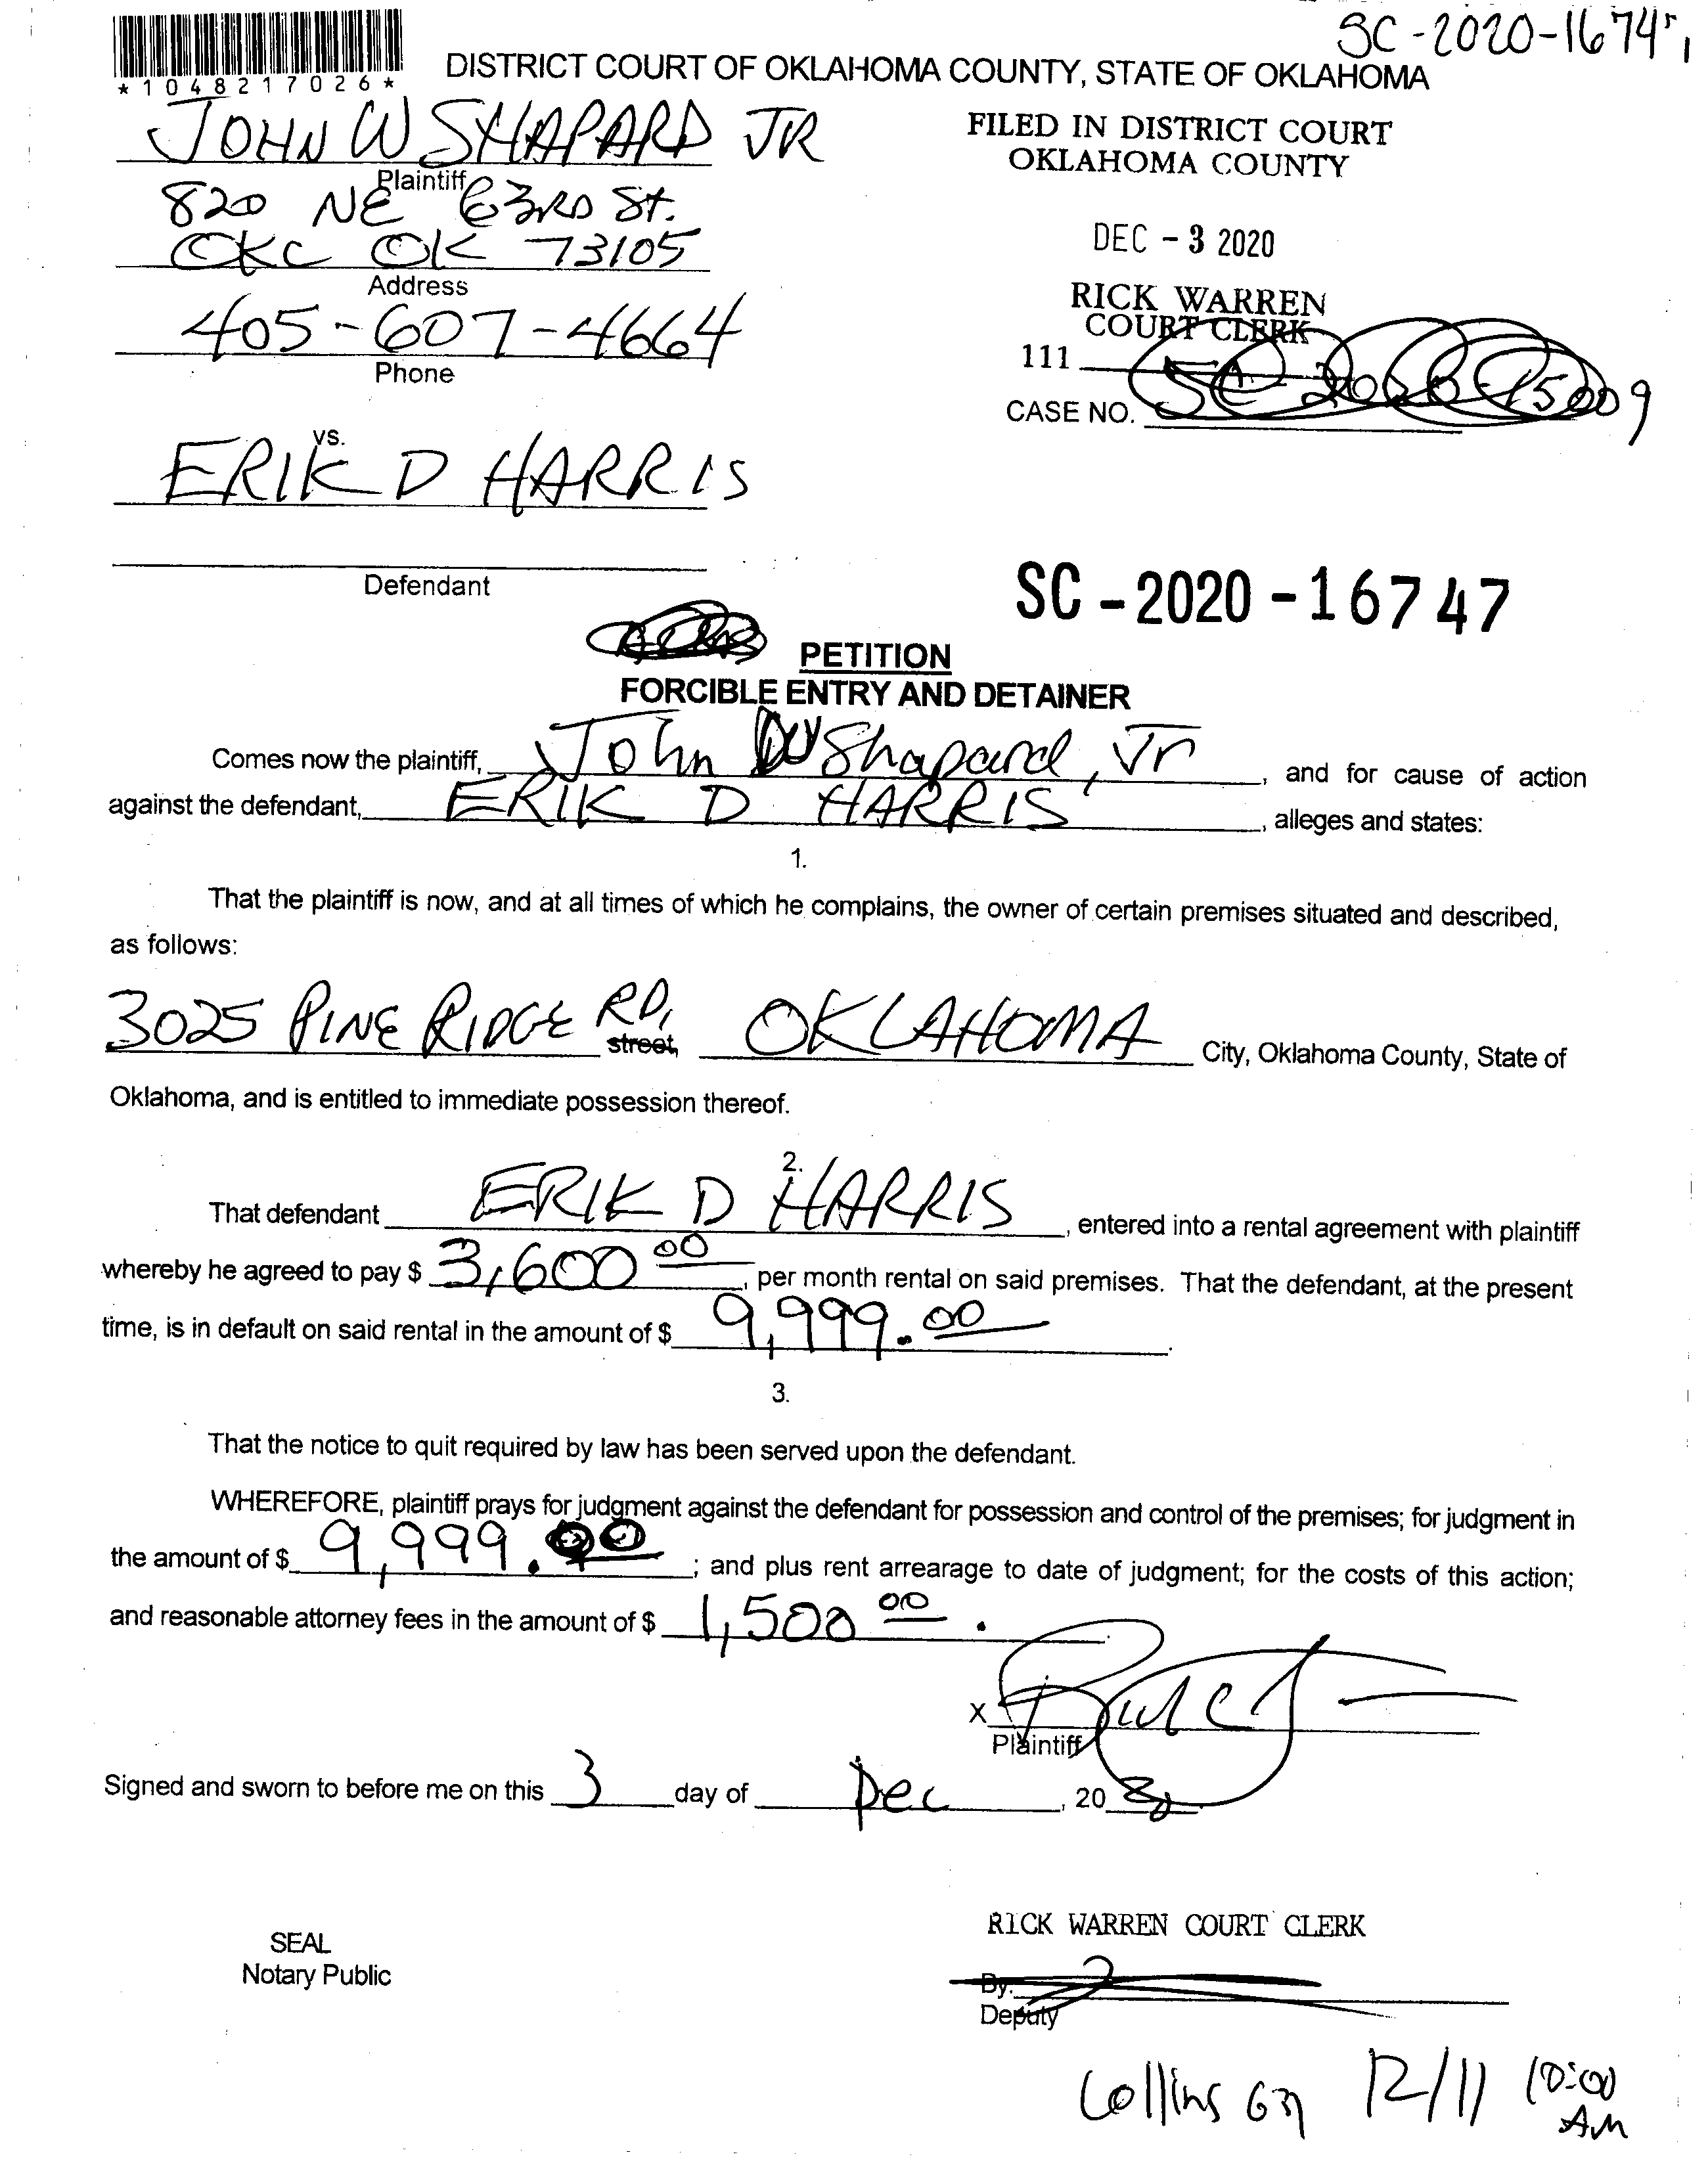 SC-2020-1674
*1048217026*
DISTRICT COURT OF OKLAHOMA COUNTY, STATE OF OKLAHOMA
JOHN W SHAPARD JR
Plaintiff
820 NE 63RD St.
OKC OK 73105
Address
405-607-4664
Phone
FILED IN DISTRICT COURT
OKLAHOMA COUNTY
DEC - 3 2020
RICK WARREN
COURT CLERK
111
CASE NO. SC-2020-15009
vs.
ERIK D HARRIS
Defendant
SC - 2020 - 16747
PETITION
FORCIBLE ENTRY AND DETAINER
Comes now the plaintiff, John W Shapard, Jr, and for cause of action
against the defendant, ERIK D HARRIS, alleges and states:
1.
That the plaintiff is now, and at all times of which he complains, the owner of certain premises situated and described,
as follows:
3025 PINE RIDGE RD, street, OKLAHOMA City, Oklahoma County, State of
Oklahoma, and is entitled to immediate possession thereof.
2.
That defendant ERIK D HARRIS, entered into a rental agreement with plaintiff
whereby he agreed to pay $ 3,600 00, per month rental on said premises. That the defendant, at the present
time, is in default on said rental in the amount of $ 9,999.00.
3.
That the notice to quit required by law has been served upon the defendant.
WHEREFORE, plaintiff prays for judgment against the defendant for possession and control of the premises; for judgment in
the amount of $ 9,999.00; and plus rent arrearage to date of judgment; for the costs of this action;
and reasonable attorney fees in the amount of $ 1,500 00.
X
Plaintiff
Signed and sworn to before me on this 3 day of Dec, 20 20
RICK WARREN COURT CLERK
SEAL
Notary Public
By:
Deputy
Collins 12/11 10:00
AM